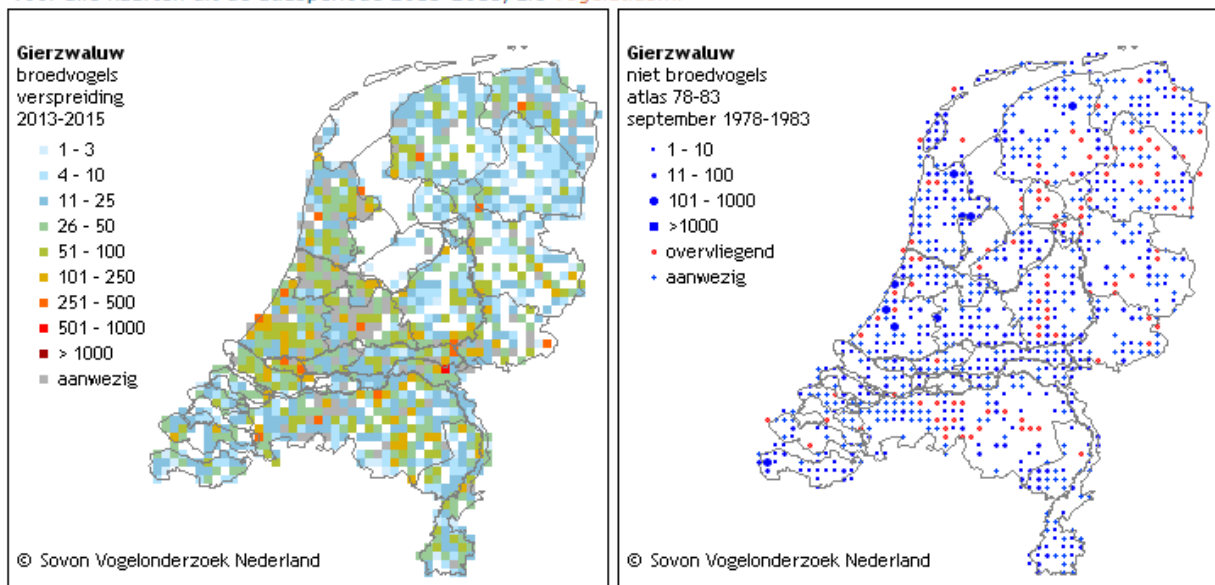 Gierzwaluw
broedvogels
verspreiding
2013-2015
1 - 3
4 - 10
11 - 25
26 - 50
51 - 100
101 - 250
251 - 500
501 - 1000
> 1000
aanwezig
© Sovon Vogelonderzoek Nederland
Gierzwaluw
niet broedvogels
atlas 78-83
september 1978-1983
1 - 10
11 - 100
101 - 1000
>1000
overvliegend
aanwezig
© Sovon Vogelonderzoek Nederland